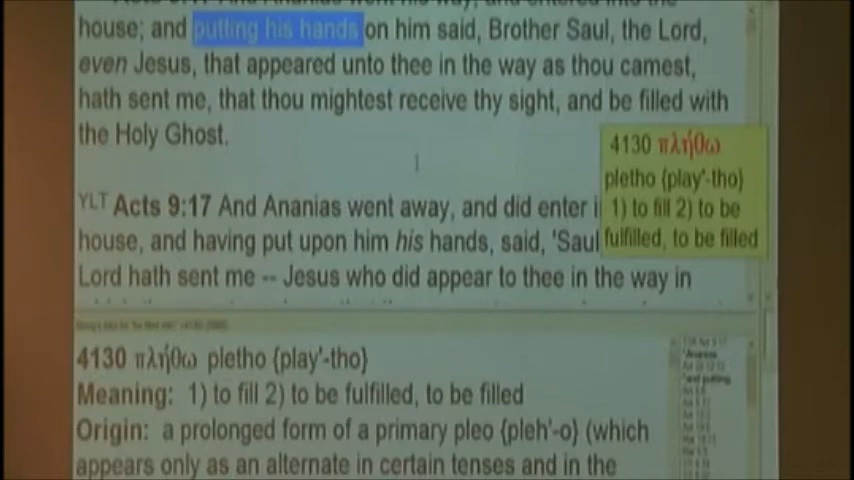 house; and putting his hands on him said, Brother Saul, the Lord,
even Jesus, that appeared unto thee in the way as thou camest,
hath sent me, that thou mightest receive thy sight, and be filled with
the Holy Ghost.
4130 πλήθω
pletho {play'-tho}
1) to fill 2) to be
fulfilled, to be filled
YLT Acts 9:17 And Ananias went away, and did enter i
house, and having put upon him his hands, said, 'Saul
Lord hath sent me -- Jesus who did appear to thee in the way in
4130 πλήθω pletho {play'-tho}
Meaning: 1) to fill 2) to be fulfilled, to be filled
Origin: a prolonged form of a primary pleo {pleh'-o} (which
appears only as an alternate in certain tenses and in the